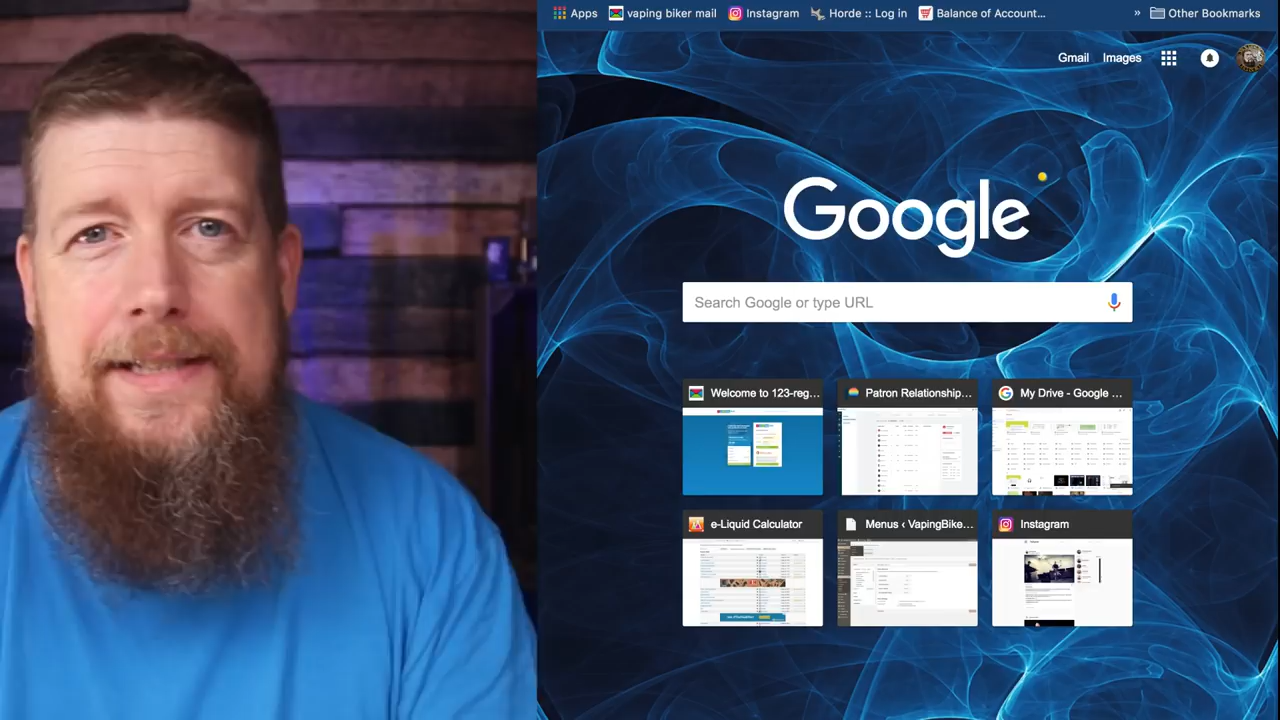 Apps vaping biker mail Instagram Horde :: Log in Balance of Account... » Other Bookmarks
Gmail Images
Google
Search Google or type URL
Welcome to 123-reg... Patron Relationship... My Drive - Google ...
e-Liquid Calculator Menus ‹ VapingBike... Instagram